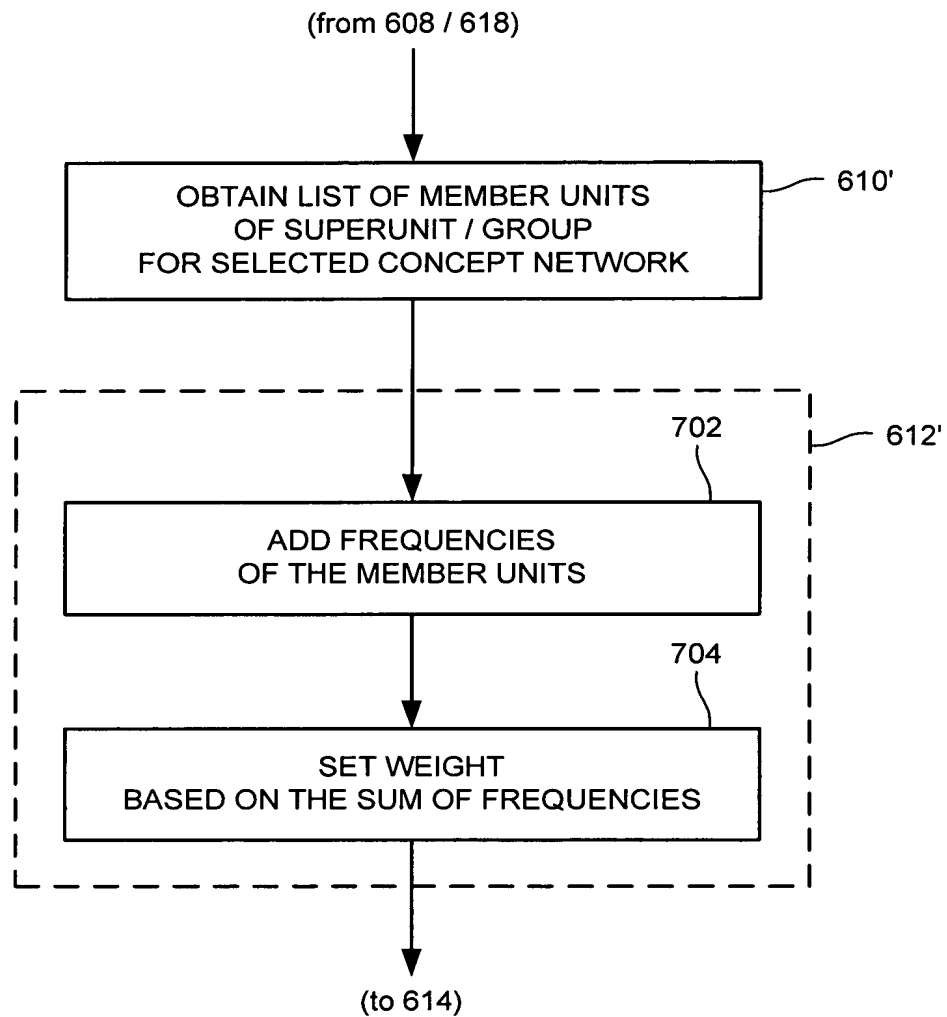 (from 608 / 618)
OBTAIN LIST OF MEMBER UNITS
OF SUPERUNIT / GROUP
FOR SELECTED CONCEPT NETWORK
610'
612'
702
ADD FREQUENCIES
OF THE MEMBER UNITS
704
SET WEIGHT
BASED ON THE SUM OF FREQUENCIES
(to 614)